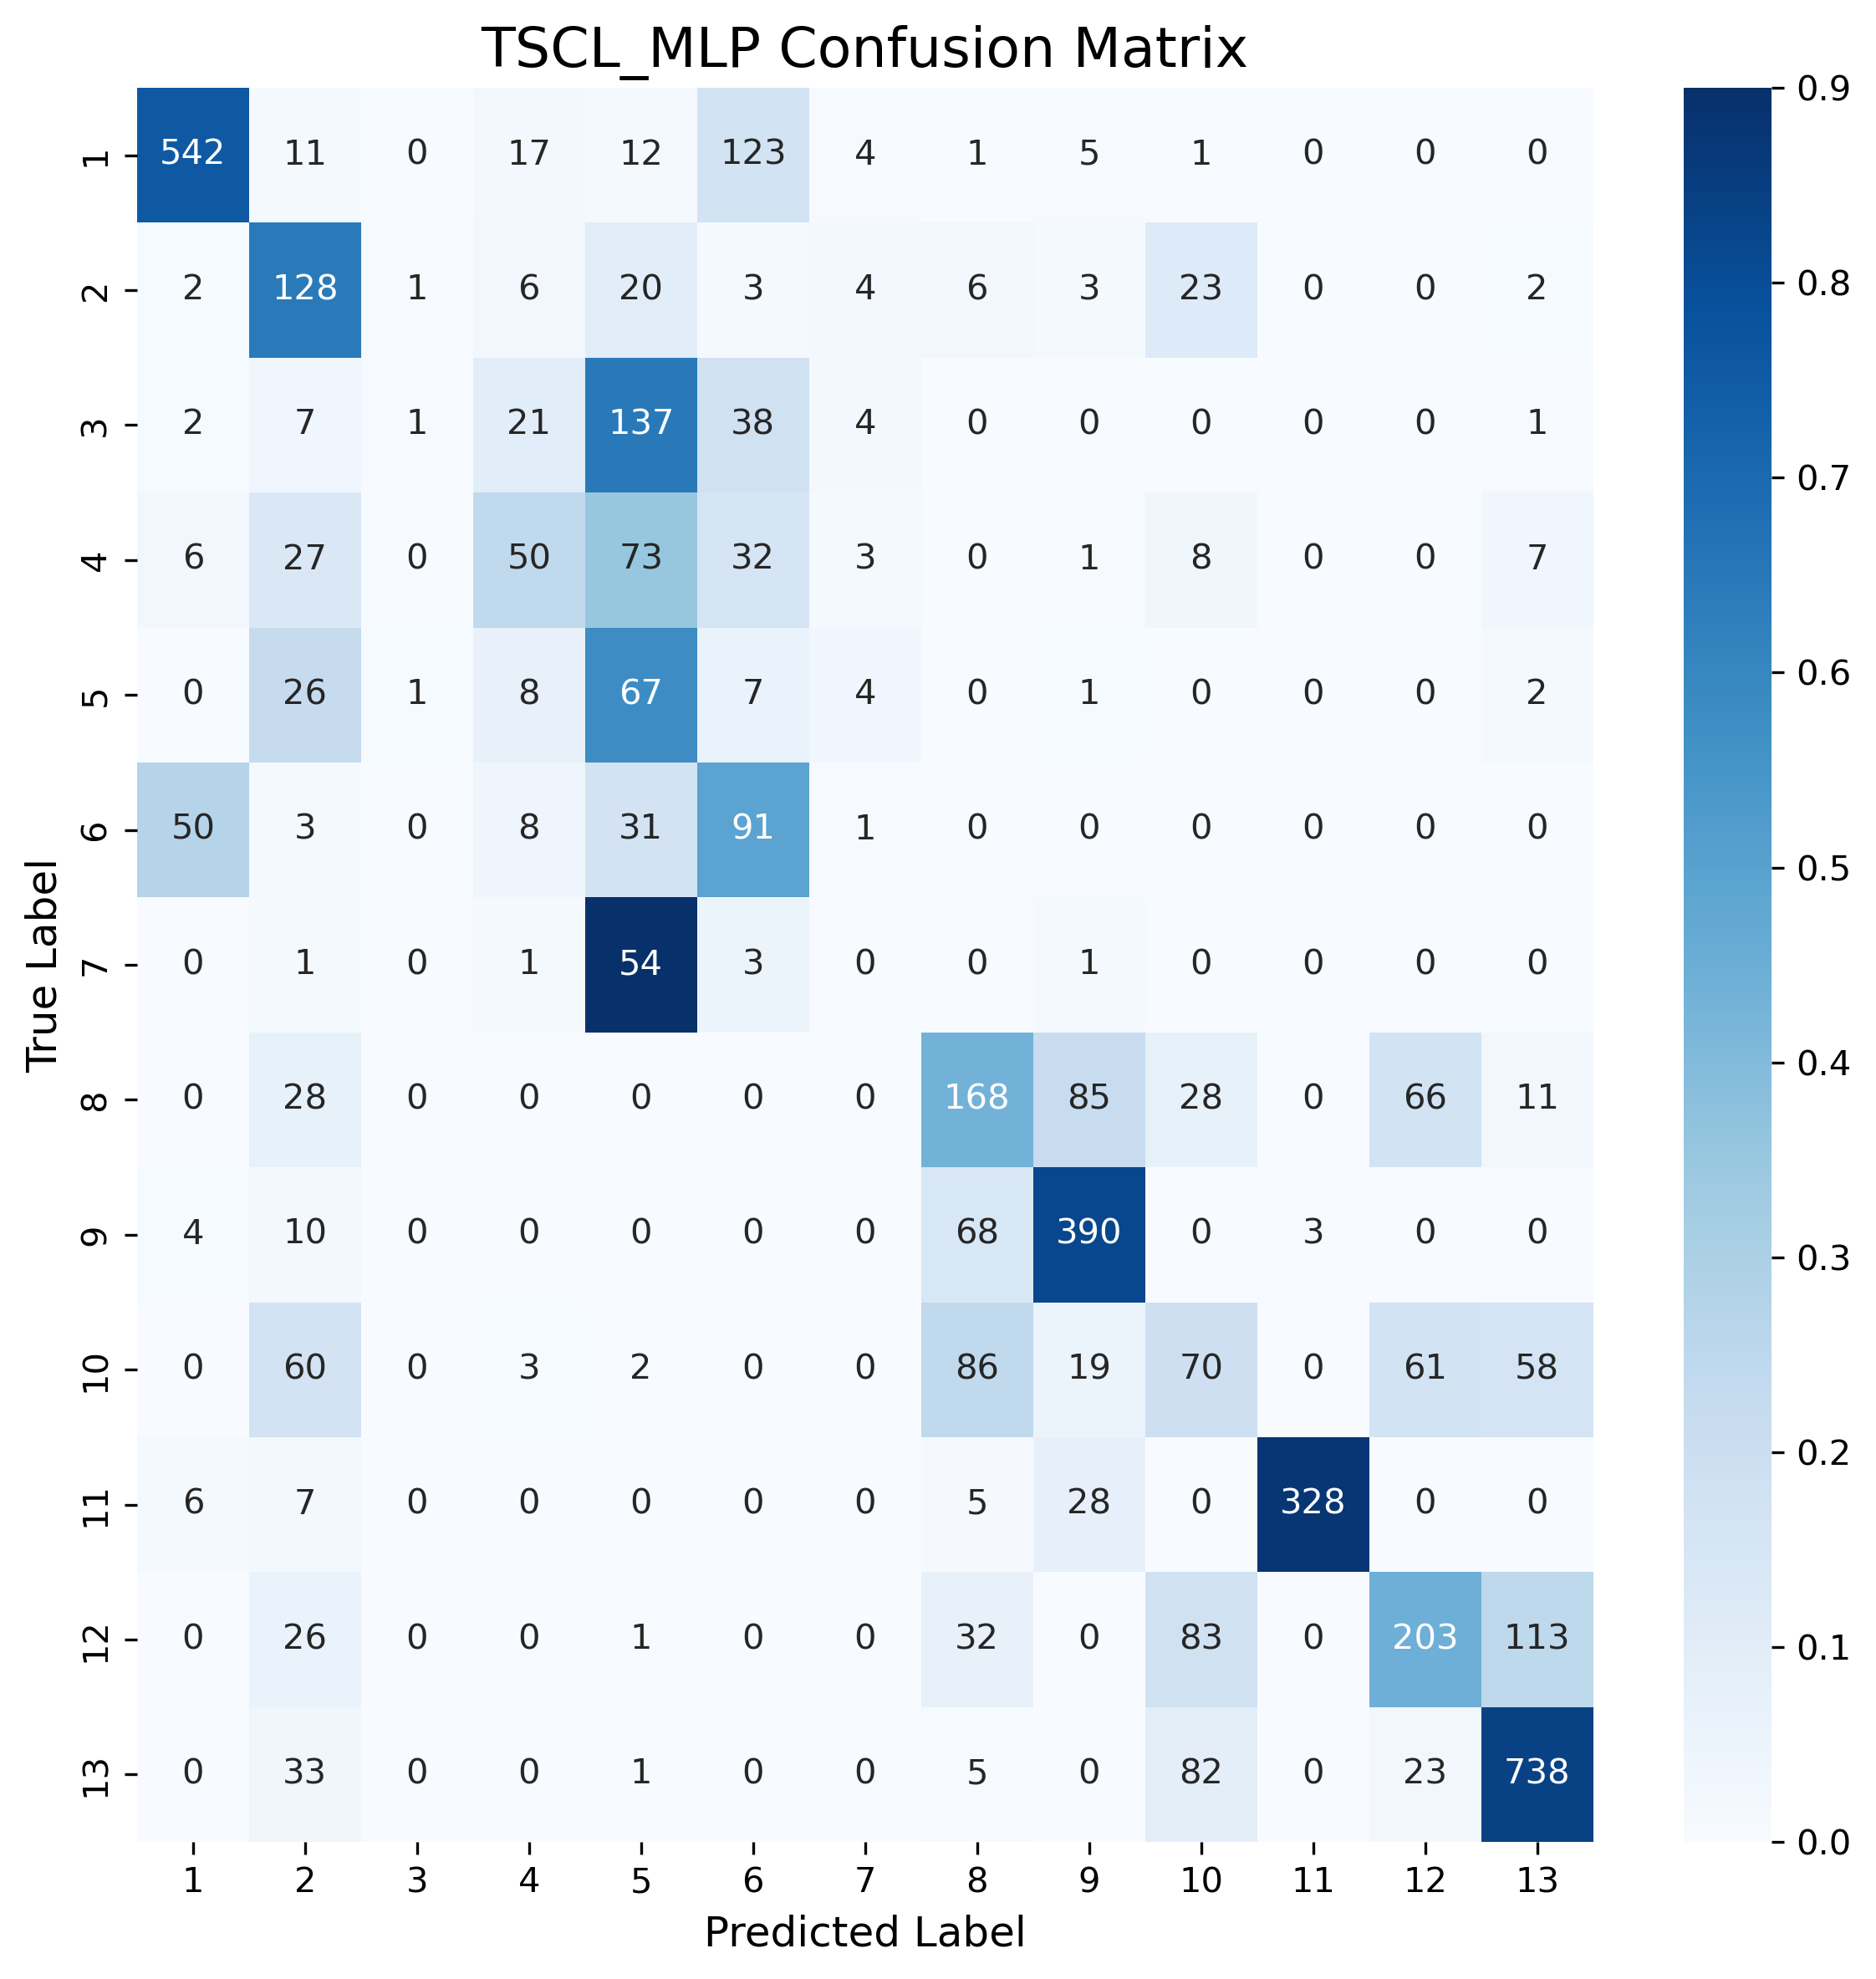 TSCL_MLP Confusion Matrix
0.9
1 542 11 0 17 12 123 4 1 5 1 0 0 0
0.8
2 2 128 1 6 20 3 4 6 3 23 0 0 2
3 2 7 1 21 137 38 4 0 0 0 0 0 1
0.7
4 6 27 0 50 73 32 3 0 1 8 0 0 7
0.6
5 0 26 1 8 67 7 4 0 1 0 0 0 2
6 50 3 0 8 31 91 1 0 0 0 0 0 0
0.5
True Label
7 0 1 0 1 54 3 0 0 1 0 0 0 0
0.4
8 0 28 0 0 0 0 0 168 85 28 0 66 11
9 4 10 0 0 0 0 0 68 390 0 3 0 0
0.3
10 0 60 0 3 2 0 0 86 19 70 0 61 58
0.2
11 6 7 0 0 0 0 0 5 28 0 328 0 0
12 0 26 0 0 1 0 0 32 0 83 0 203 113
0.1
13 0 33 0 0 1 0 0 5 0 82 0 23 738
0.0
1 2 3 4 5 6 7 8 9 10 11 12 13
Predicted Label